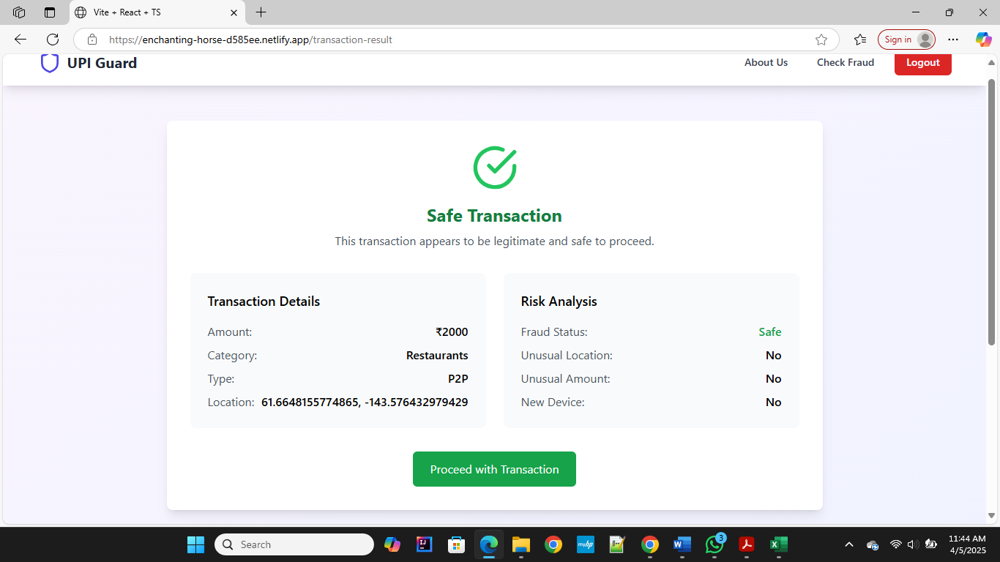 Vite + React + TS
https://enchanting-horse-d585ee.netlify.app/transaction-result
Sign in
UPI Guard
About Us
Check Fraud
Logout
Safe Transaction
This transaction appears to be legitimate and safe to proceed.
Transaction Details
Amount: ₹2000
Category: Restaurants
Type: P2P
Location: 61.6648155774865, -143.576432979429
Risk Analysis
Fraud Status: Safe
Unusual Location: No
Unusual Amount: No
New Device: No
Proceed with Transaction
Search
3
11:44 AM
4/5/2025